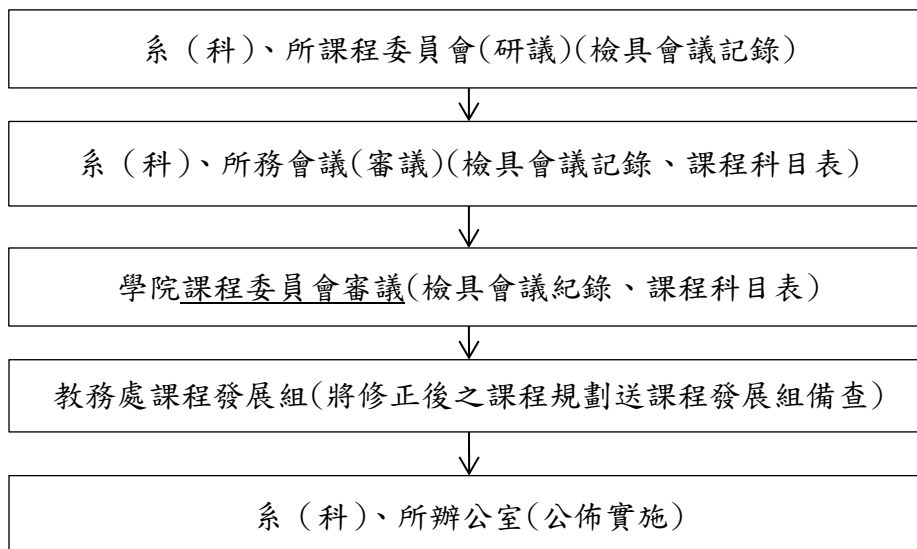 系（科）、所課程委員會(研議)(檢具會議記錄)
系（科）、所務會議(審議)(檢具會議記錄、課程科目表)
學院課程委員會審議(檢具會議紀錄、課程科目表)
教務處課程發展組(將修正後之課程規劃送課程發展組備查)
系（科）、所辦公室(公佈實施)